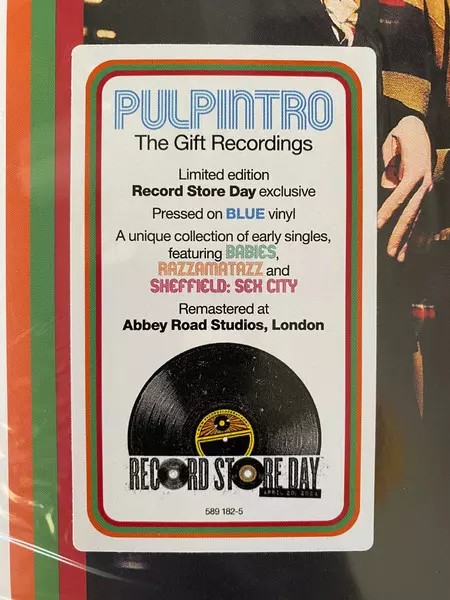 PULPINTRO
The Gift Recordings
Limited edition
Record Store Day exclusive
Pressed on BLUE vinyl
A unique collection of early singles,
featuring BABIES,
RAZZAMATAZZ and
SHEFFIELD: SEX CITY
Remastered at
Abbey Road Studios, London
RECORD STORE DAY
APRIL 20, 2024
589 182-5